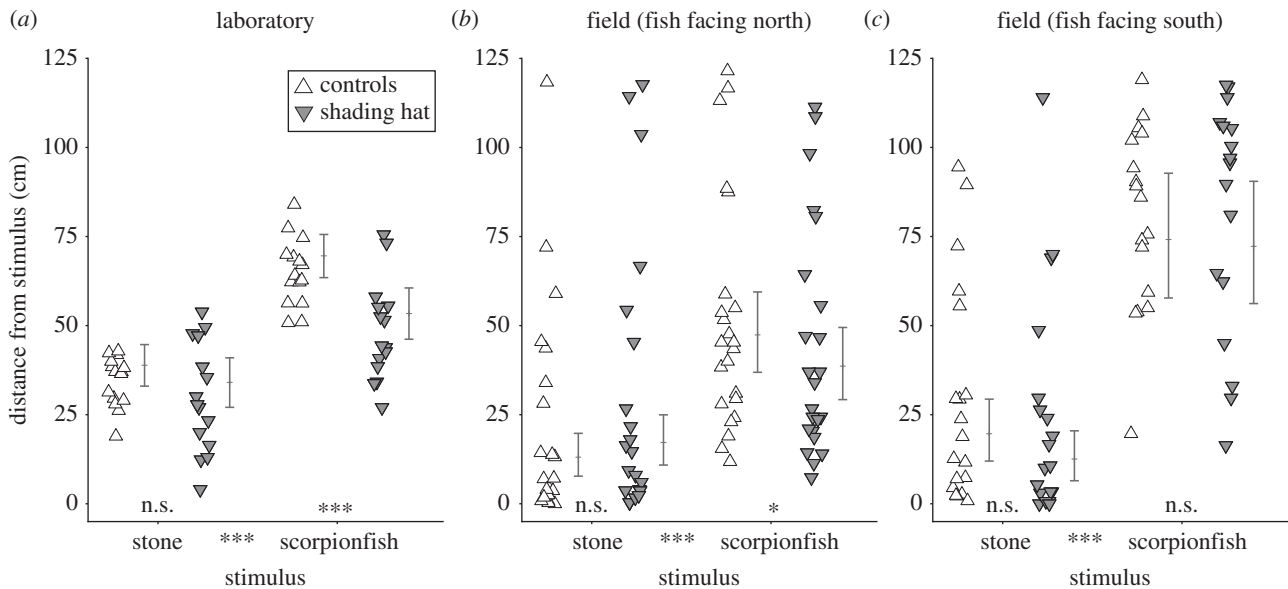 (a) laboratory
125
100
75
50
25
0
distance from stimulus (cm)
controls
shading hat
n.s. ***
stone *** scorpionfish
stimulus
(b) field (fish facing north)
125
100
75
50
25
0
n.s. *
stone *** scorpionfish
stimulus
(c) field (fish facing south)
125
100
75
50
25
0
n.s. n.s.
stone *** scorpionfish
stimulus